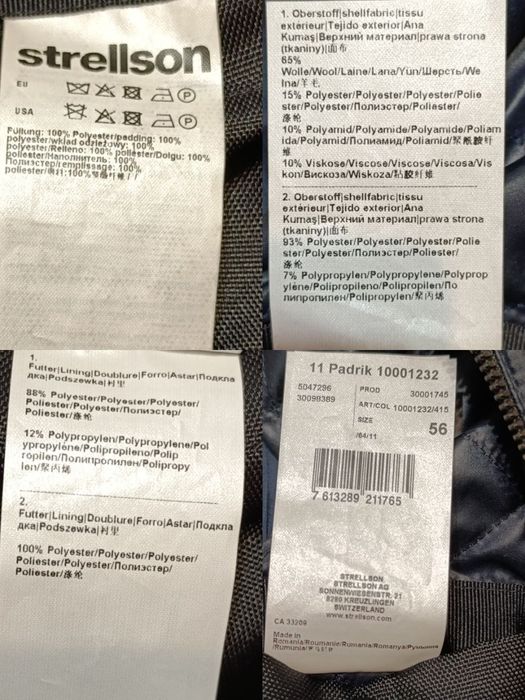 strellson
EU
USA
Füllung: 100% Polyester/padding: 100%
polyester/wkład odzieżowy: 100%
poliester/Relleno: 100% poliester/Dolgu: 100%
poliester/Наполнитель: 100%
Полиэстер/remplissage: 100%
1. Oberstoff|shellfabric|tissu
extérieur|Tejido exterior|Ana
Kumaş|Верхний материал|prawa strona
(tkaniny)|面布
65%
Wolle/Wool/Laine/Lana/Yün/Шерсть/We
lna/羊毛
15% Polyester/Polyester/Polyester/Polie
ster/Polyester/Полиэстер/Poliester/
涤纶
10% Polyamid/Polyamide/Polyamide/Poliam
ida/Polyamid/Полиамид/Poliamid/聚酰胺纤
维
10% Viskose/Viscose/Viscose/Viscosa/Vis
kon/Вискоза/Wiskoza/黏胶纤
维
2. Oberstoff|shellfabric|tissu
extérieur|Tejido exterior|Ana
Kumaş|Верхний материал|prawa strona
(tkaniny)|面布
93% Polyester/Polyester/Polyester/Polie
ster/Polyester/Полиэстер/Poliester/
涤纶
7% Polypropylen/Polypropylene/Polyprop
ylène/Polipropileno/Polipropilen/По
липропилен/Polipropylen/聚丙烯
1.
Futter|Lining|Doublure|Forro|Astar|Подкла
дка|Podszewka|衬里
88% Polyester/Polyester/Polyester/
Poliester/Polyester/Полиэстер/
Poliester/涤纶
12% Polypropylen/Polypropylene/Pol
ypropylène/Polipropileno/Polip
ropilen/Полипропилен/Polipropy
len/聚丙烯
2.
Futter|Lining|Doublure|Forro|Astar|Подкла
дка|Podszewka|衬里
100% Polyester/Polyester/Polyester/
Poliester/Polyester/Полиэстер/
Poliester/涤纶
11 Padrik 10001232
5047296 PROD 30001745
30098389 ART/COL 10001232/415
SIZE 56
/04/11
7 613289 211765
STRELLSON
STRELLSON AG
SONNENWIESENSTR. 21
8280 KREUZLINGEN
SWITZERLAND
www.strellson.com
CA 33209
Made in
Romania/Roumanie/Rumania/Romanya/Румыния
/Rumunia/